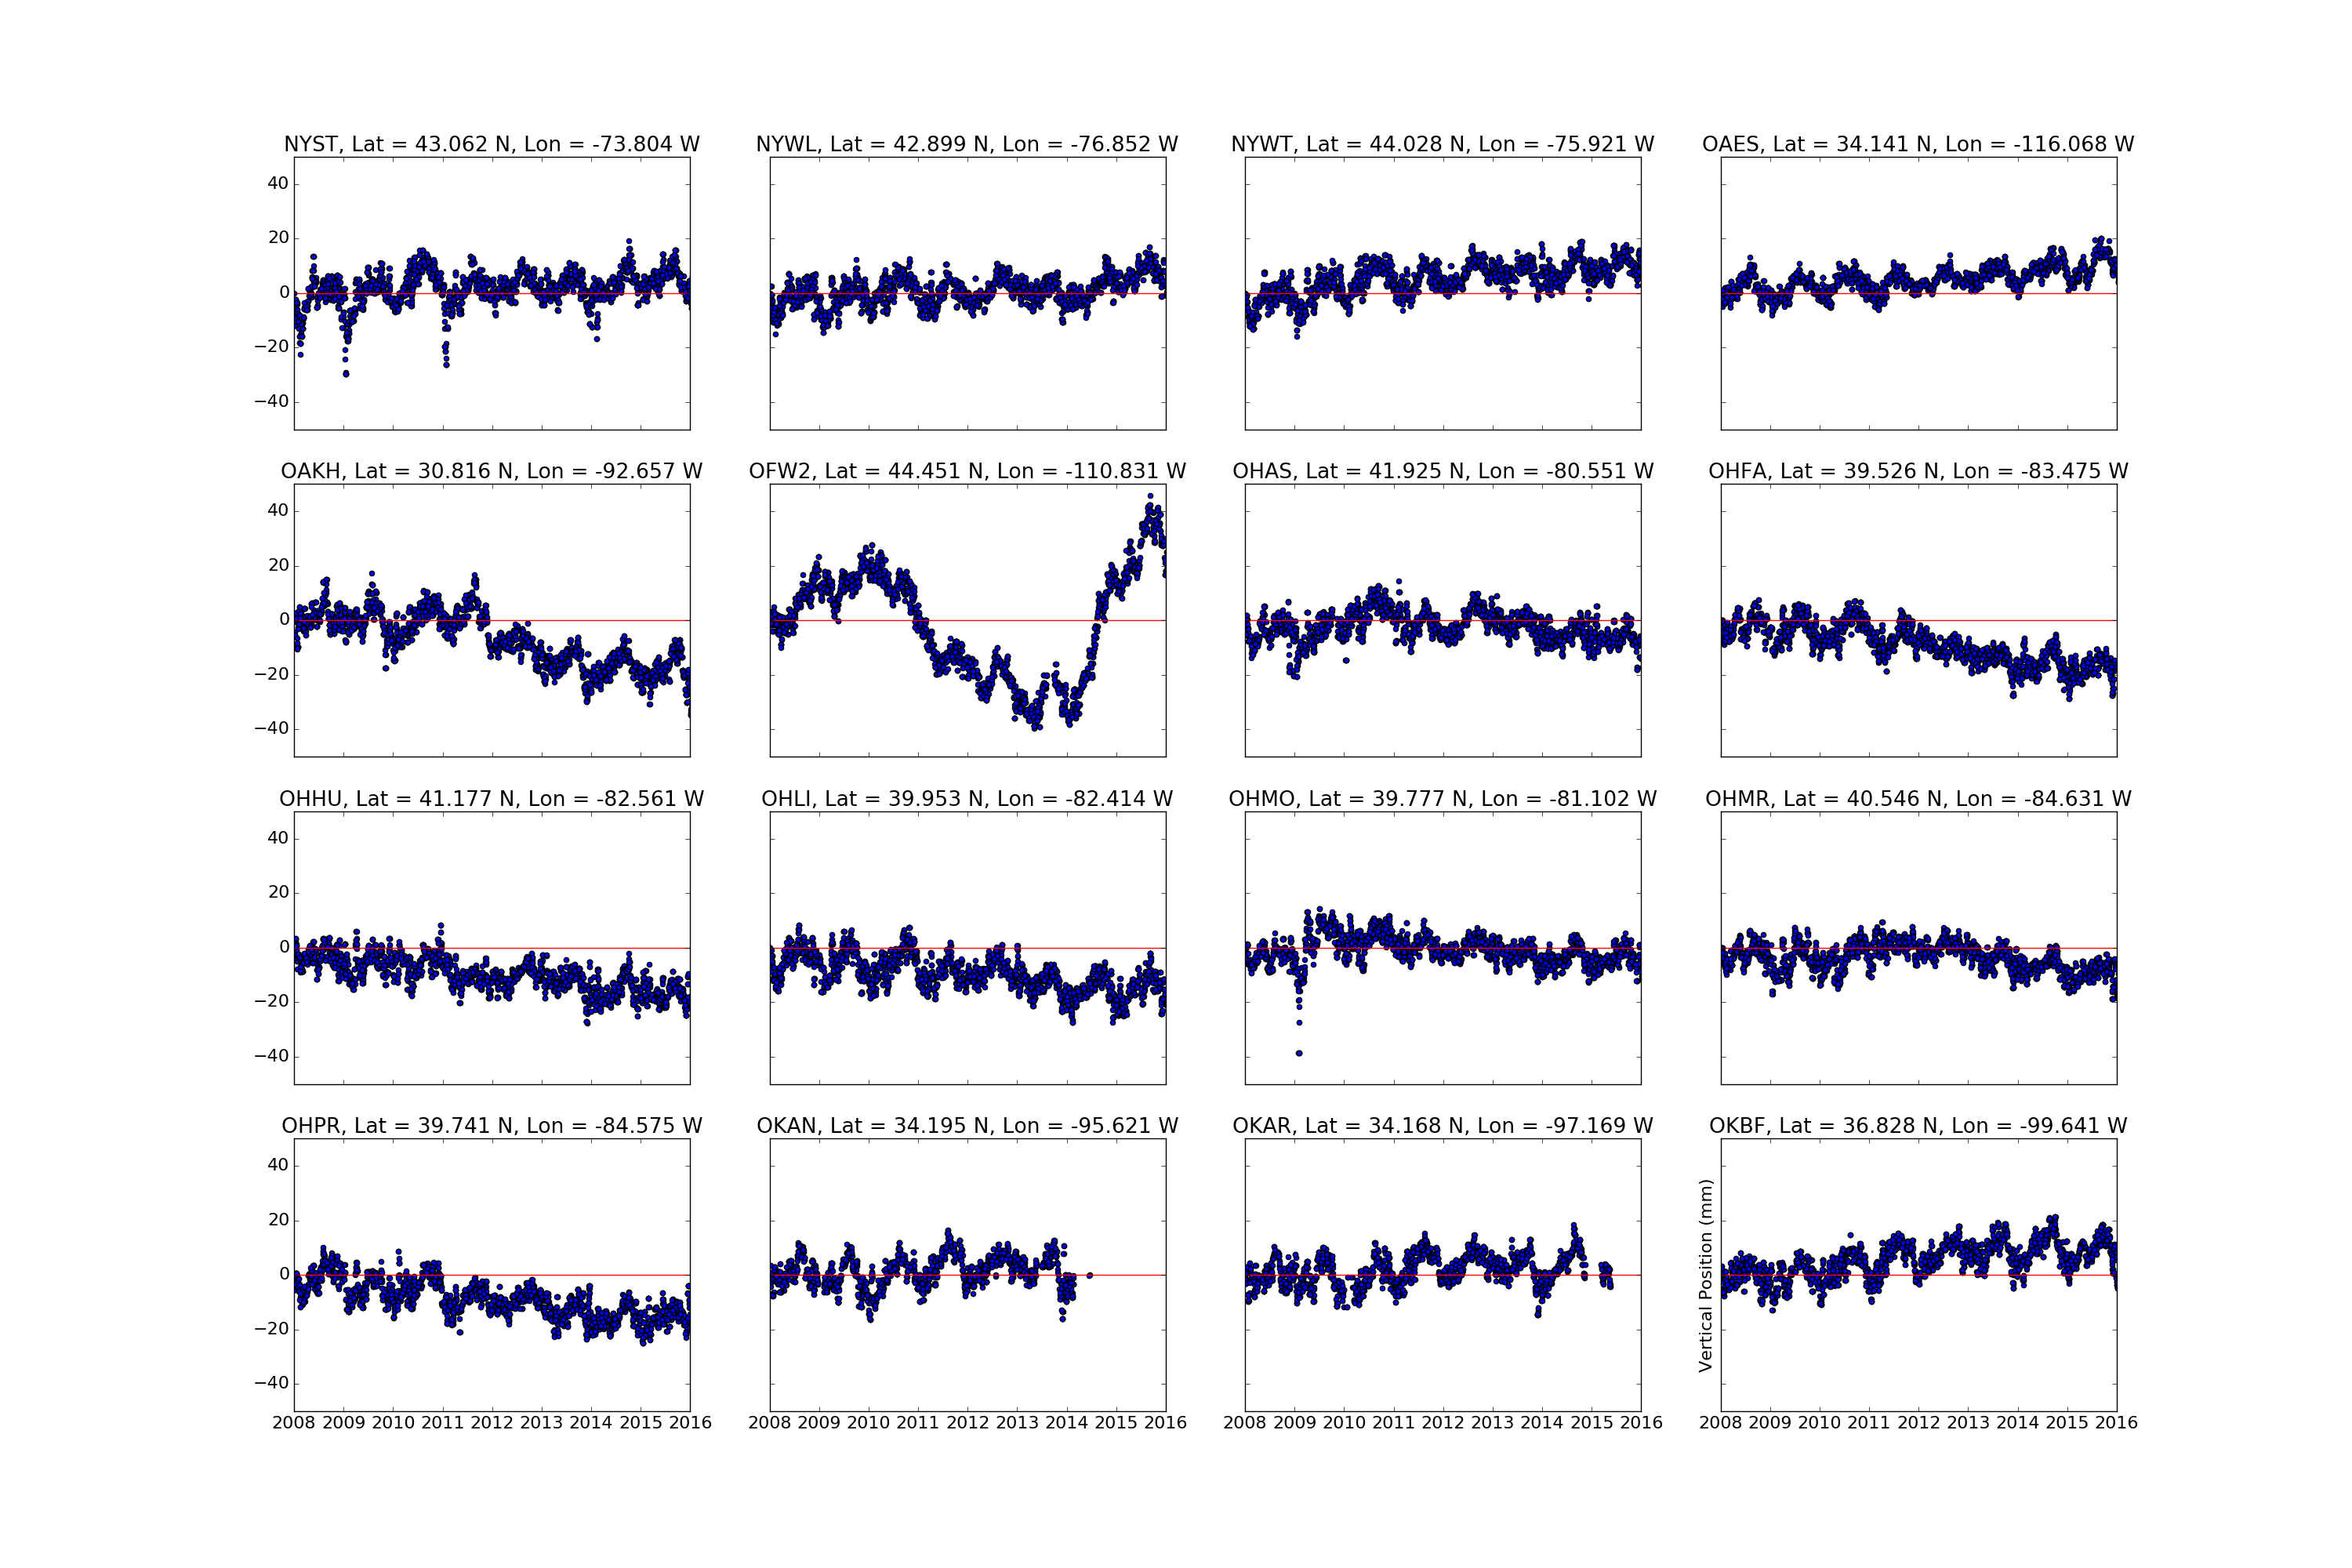 NYST, Lat = 43.062 N, Lon = -73.804 W
NYWL, Lat = 42.899 N, Lon = -76.852 W
NYWT, Lat = 44.028 N, Lon = -75.921 W
OAES, Lat = 34.141 N, Lon = -116.068 W
40
20
0
−20
−40
OAKH, Lat = 30.816 N, Lon = -92.657 W
OFW2, Lat = 44.451 N, Lon = -110.831 W
OHAS, Lat = 41.925 N, Lon = -80.551 W
OHFA, Lat = 39.526 N, Lon = -83.475 W
40
20
0
−20
−40
OHHU, Lat = 41.177 N, Lon = -82.561 W
OHLI, Lat = 39.953 N, Lon = -82.414 W
OHMO, Lat = 39.777 N, Lon = -81.102 W
OHMR, Lat = 40.546 N, Lon = -84.631 W
40
20
0
−20
−40
OHPR, Lat = 39.741 N, Lon = -84.575 W
OKAN, Lat = 34.195 N, Lon = -95.621 W
OKAR, Lat = 34.168 N, Lon = -97.169 W
OKBF, Lat = 36.828 N, Lon = -99.641 W
40
20
0
−20
−40
Vertical Position (mm)
2008 2009 2010 2011 2012 2013 2014 2015 2016
2008 2009 2010 2011 2012 2013 2014 2015 2016
2008 2009 2010 2011 2012 2013 2014 2015 2016
2008 2009 2010 2011 2012 2013 2014 2015 2016